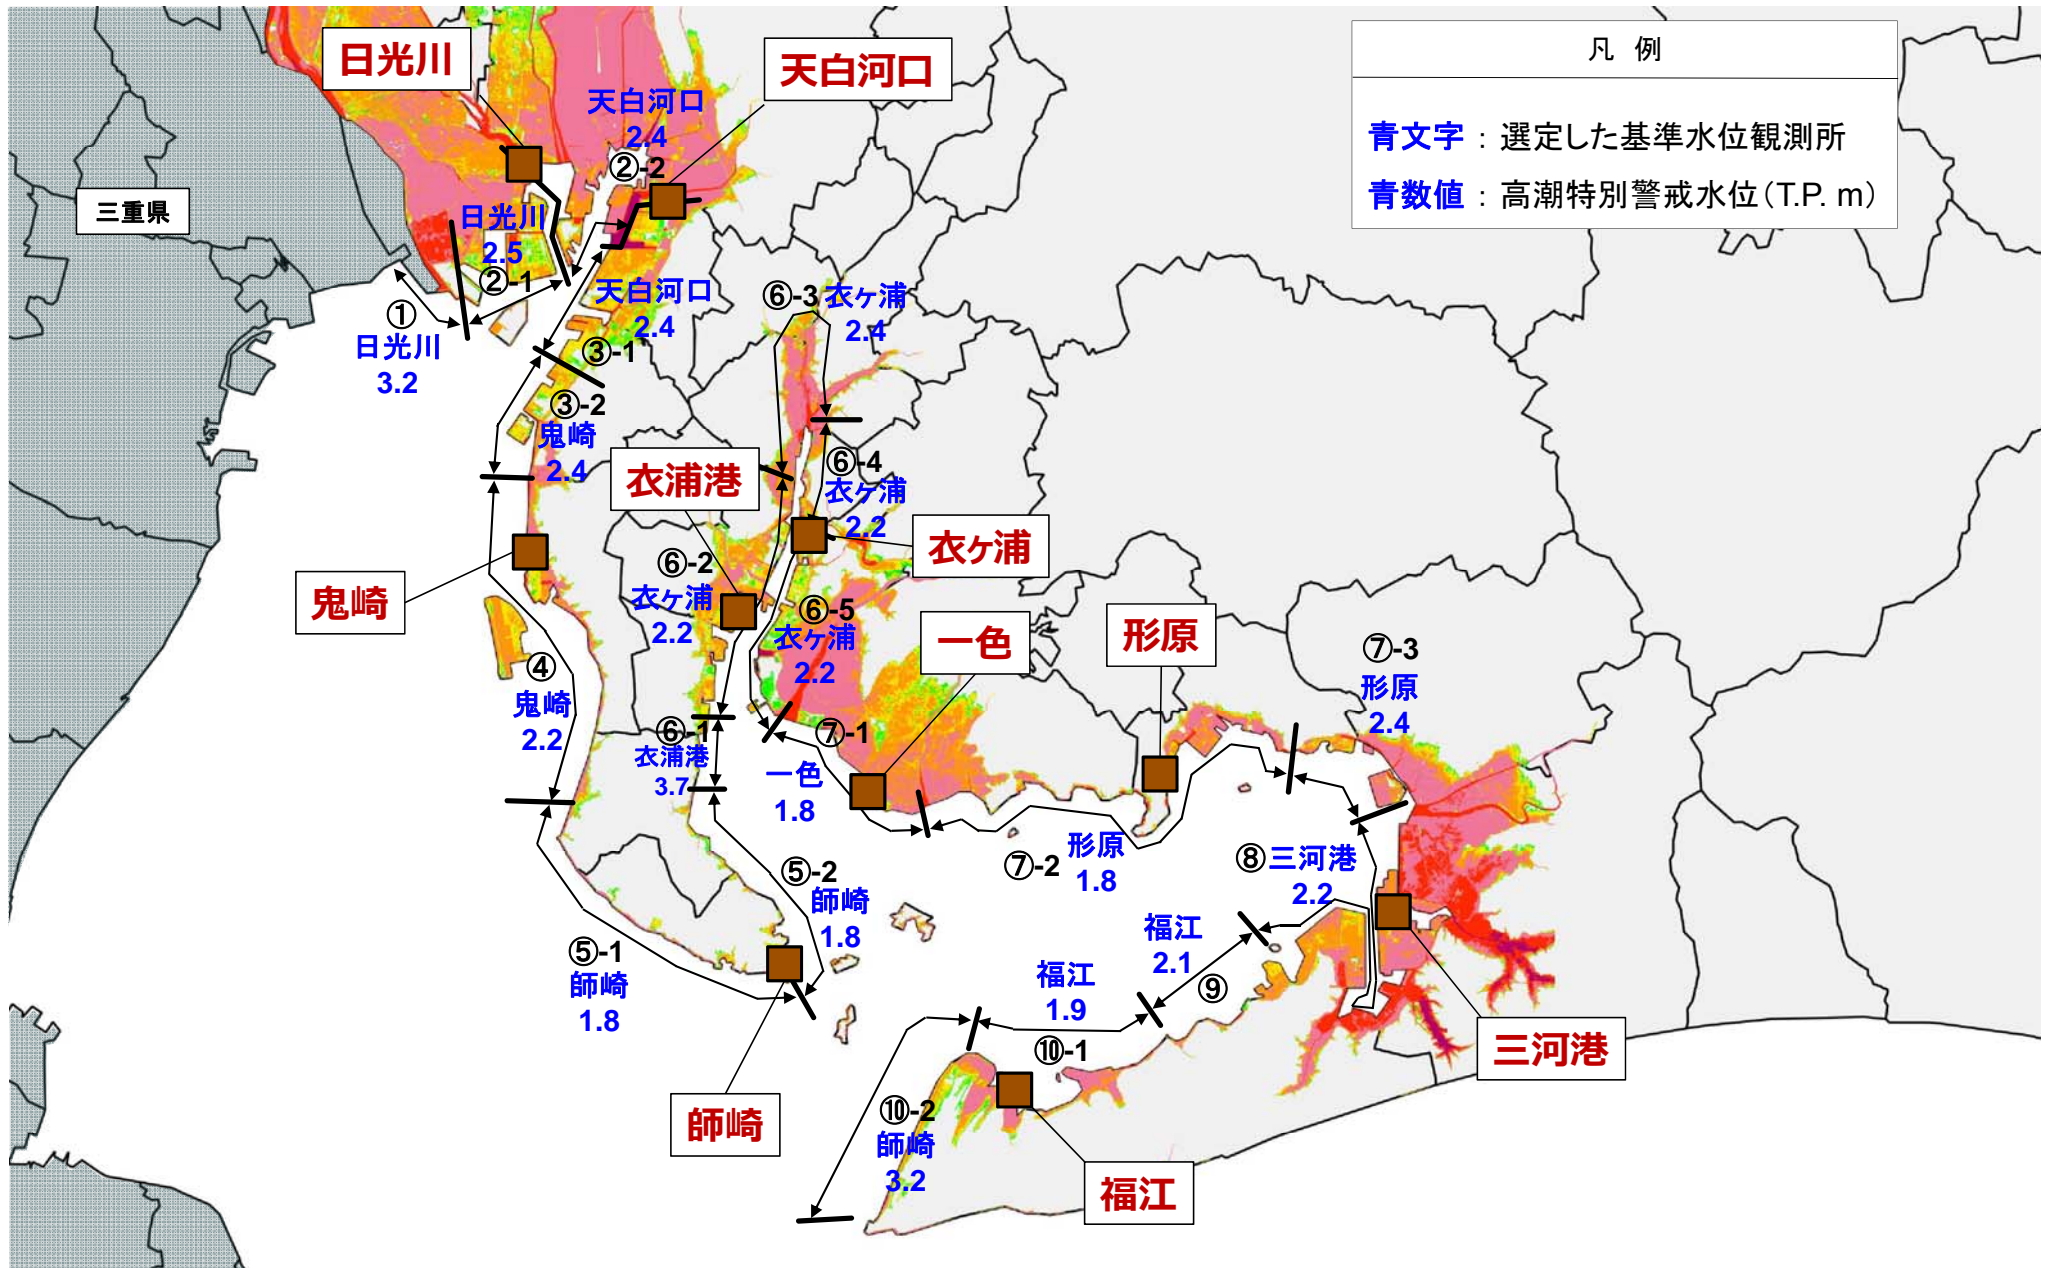 日光川
天白河口
凡 例
青文字：選定した基準水位観測所
青数値：高潮特別警戒水位（T.P. m）
三重県
天白河口
2.4
②-2
日光川
2.5
②-1
①
日光川
3.2
天白河口
2.4
③-1
③-2
鬼崎
2.4
⑥-3
衣ヶ浦
2.4
⑥-4
衣ヶ浦
2.2
衣浦港
衣ヶ浦
鬼崎
⑥-2
衣ヶ浦
2.2
⑥-5
衣ヶ浦
2.2
一色
形原
④
鬼崎
2.2
⑥-1
衣浦港
3.7
⑦-1
一色
1.8
⑦-3
形原
2.4
⑦-2
形原
1.8
⑧三河港
2.2
⑤-2
師崎
1.8
⑤-1
師崎
1.8
福江
2.1
⑨
福江
1.9
⑩-1
三河港
⑩-2
師崎
3.2
師崎
福江